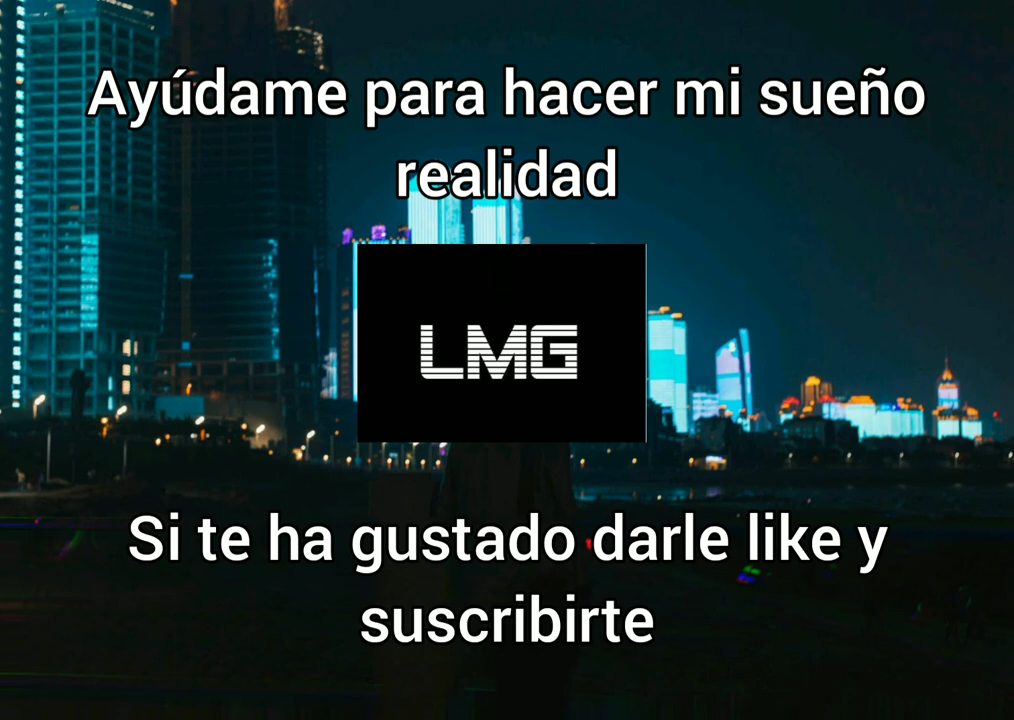 Ayúdame para hacer mi sueño
realidad
LMG
Si te ha gustado darle like y
suscribirte